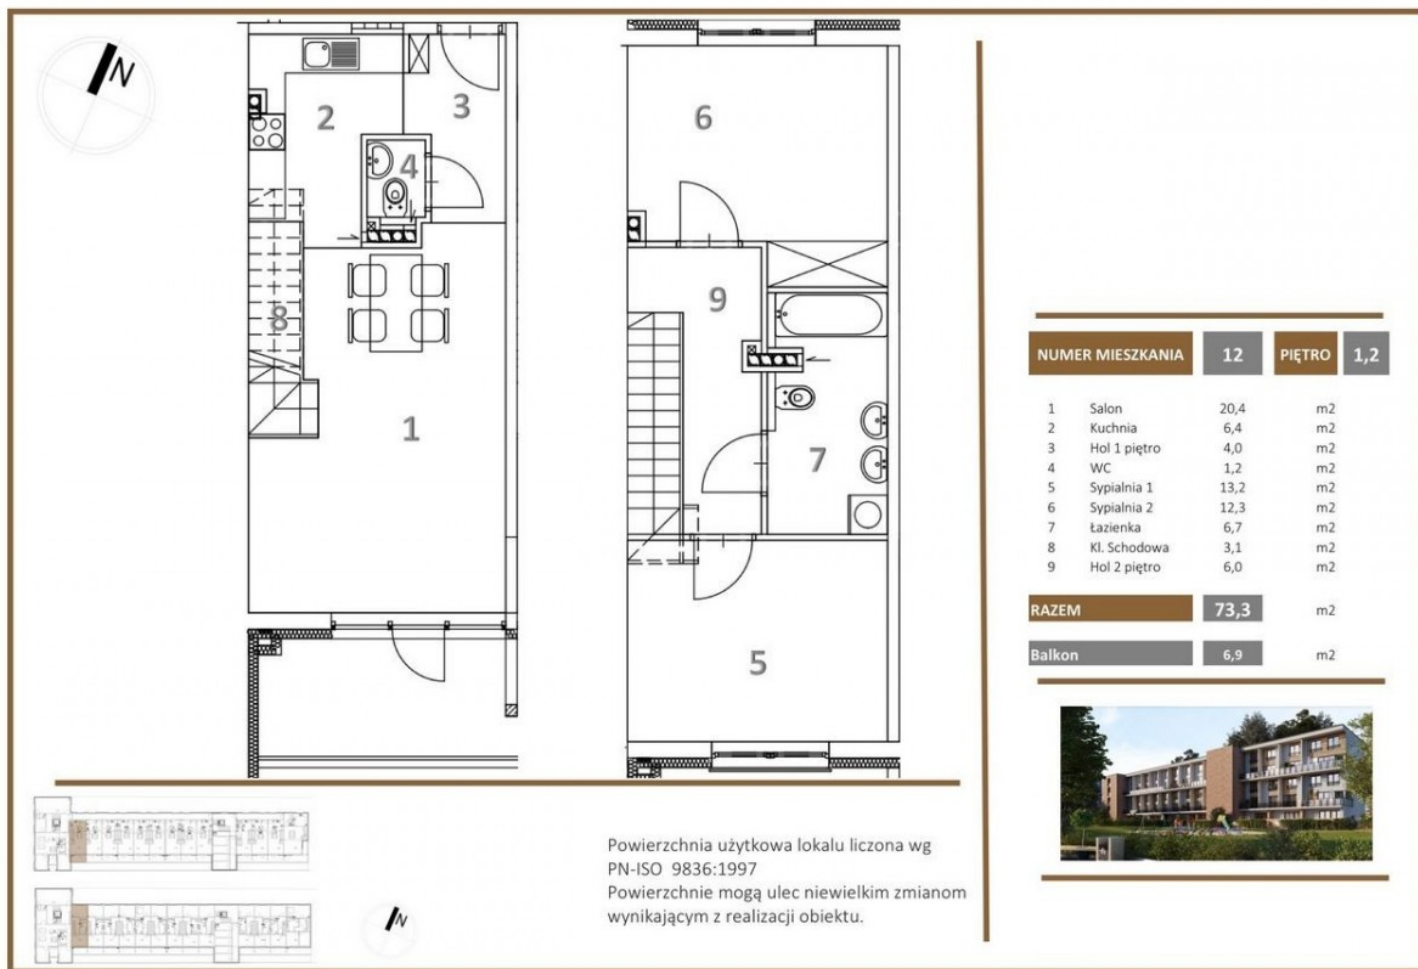 N
2
3
4
8
1
6
9
7
5
NUMER MIESZKANIA 12 PIĘTRO 1,2
1 Salon 20,4 m2
2 Kuchnia 6,4 m2
3 Hol 1 piętro 4,0 m2
4 WC 1,2 m2
5 Sypialnia 1 13,2 m2
6 Sypialnia 2 12,3 m2
7 Łazienka 6,7 m2
8 Kl. Schodowa 3,1 m2
9 Hol 2 piętro 6,0 m2
RAZEM 73,3 m2
Balkon 6,9 m2
Powierzchnia użytkowa lokalu liczona wg
PN-ISO 9836:1997
Powierzchnie mogą ulec niewielkim zmianom
wynikającym z realizacji obiektu.
N